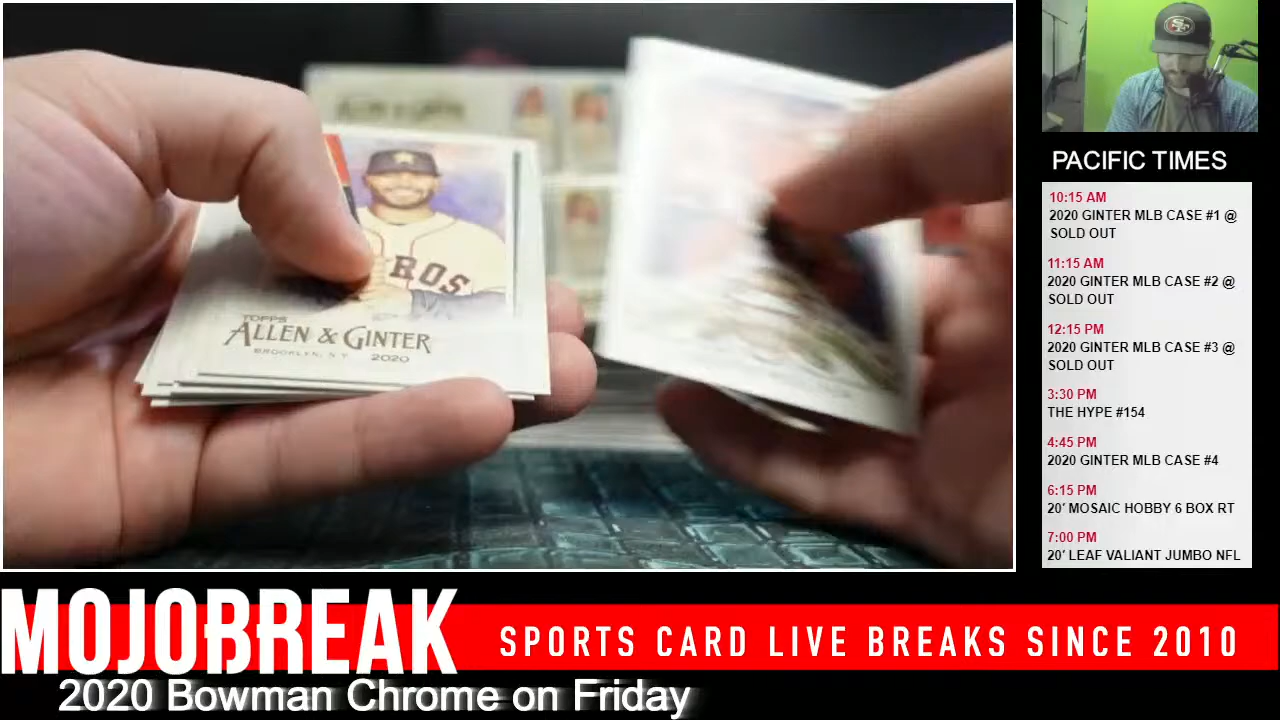 ROS
TOPPS
ALLEN & GINTER
BROOKLYN, N.Y. 2020
SF
PACIFIC TIMES
10:15 AM
2020 GINTER MLB CASE #1 @
SOLD OUT
11:15 AM
2020 GINTER MLB CASE #2 @
SOLD OUT
12:15 PM
2020 GINTER MLB CASE #3 @
SOLD OUT
3:30 PM
THE HYPE #154
4:45 PM
2020 GINTER MLB CASE #4
6:15 PM
20' MOSAIC HOBBY 6 BOX RT
7:00 PM
20' LEAF VALIANT JUMBO NFL
MOJOBREAK
SPORTS CARD LIVE BREAKS SINCE 2010
2020 Bowman Chrome on Friday